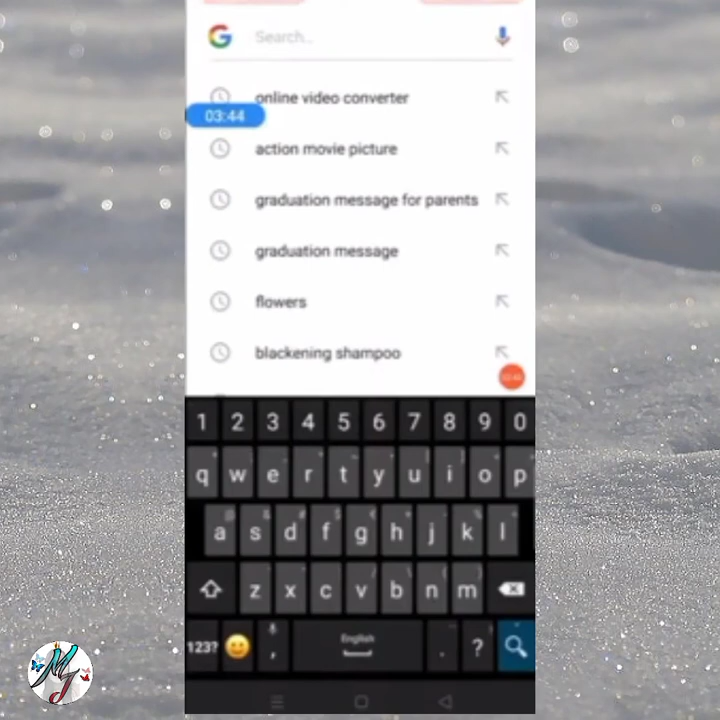 Search...
online video converter
03:44
action movie picture
graduation message for parents
graduation message
flowers
blackening shampoo
1 2 3 4 5 6 7 8 9 0
q w e r t y u i o p
a s d f g h j k l
z x c v b n m
123? , English . ?
MJ